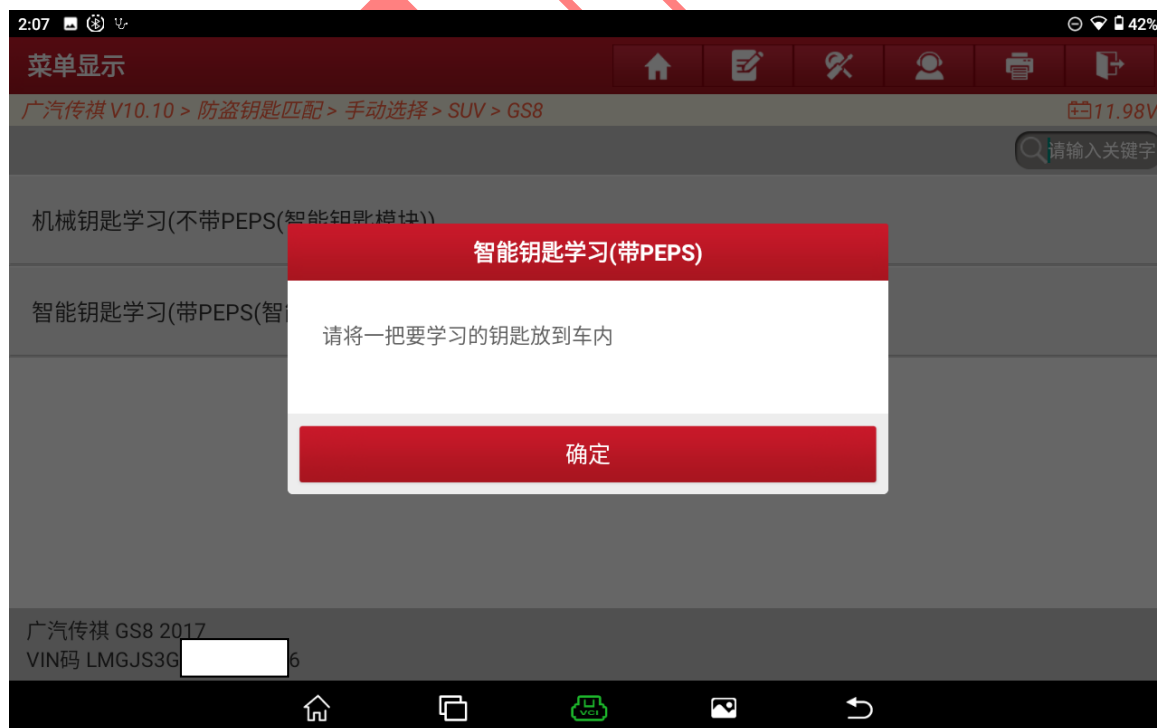 2:07 42%
菜单显示
广汽传祺 V10.10 > 防盗钥匙匹配 > 手动选择 > SUV > GS8 11.98V
请输入关键字
机械钥匙学习(不带PEPS(智能钥匙模块))
智能钥匙学习(带PEPS)
智能钥匙学习(带PEPS(智
请将一把要学习的钥匙放到车内
确定
广汽传祺 GS8 2017
VIN码 LMGJS3G 6
VCI